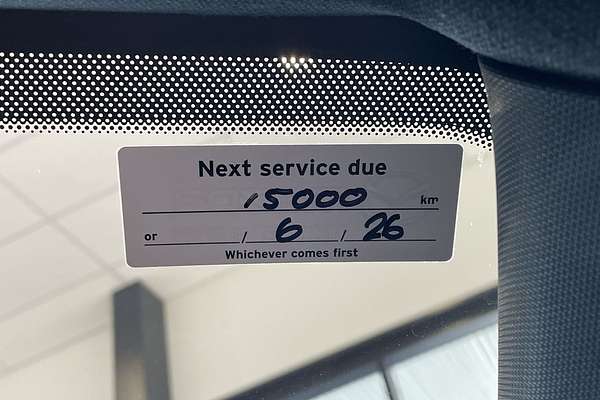 Next service due
15000 km
or / 6 / 26
Whichever comes first